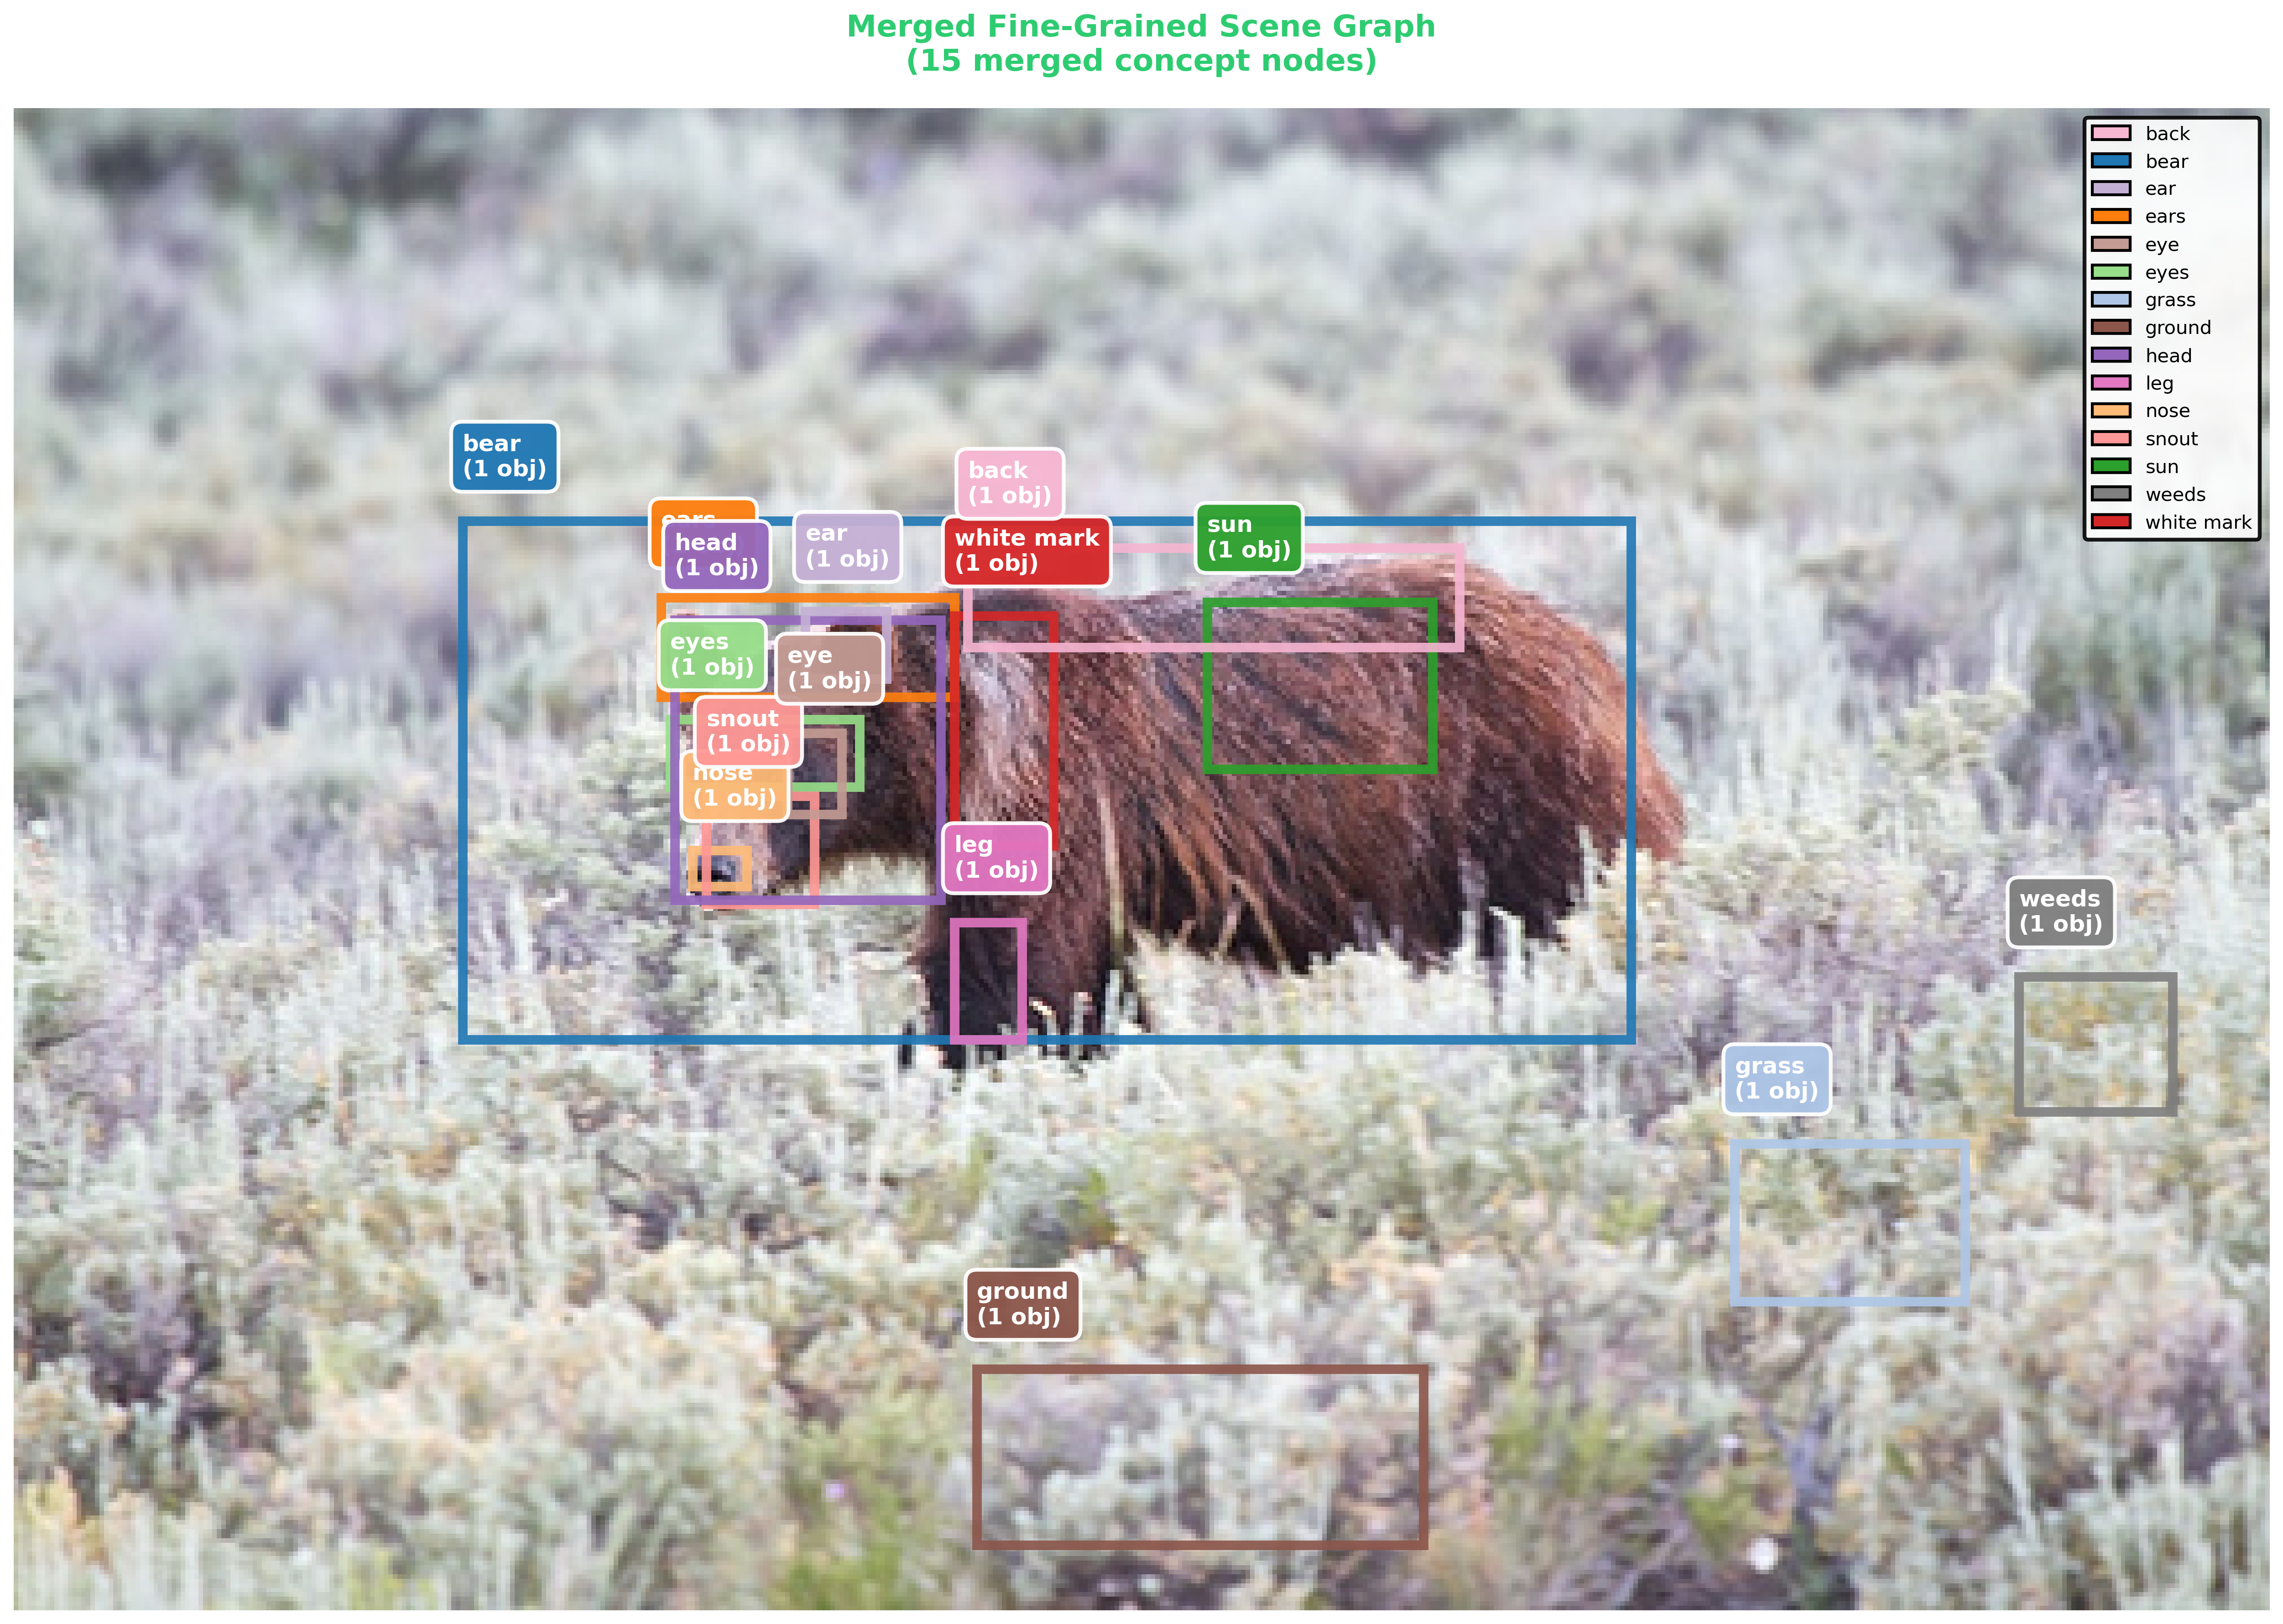 Merged Fine-Grained Scene Graph
(15 merged concept nodes)
back
bear
ear
ears
eye
eyes
grass
ground
head
leg
nose
snout
sun
weeds
white mark
bear
(1 obj)
back
(1 obj)
ears
head
(1 obj)
ear
(1 obj)
white mark
(1 obj)
sun
(1 obj)
eyes
(1 obj)
eye
(1 obj)
snout
(1 obj)
nose
(1 obj)
leg
(1 obj)
weeds
(1 obj)
grass
(1 obj)
ground
(1 obj)